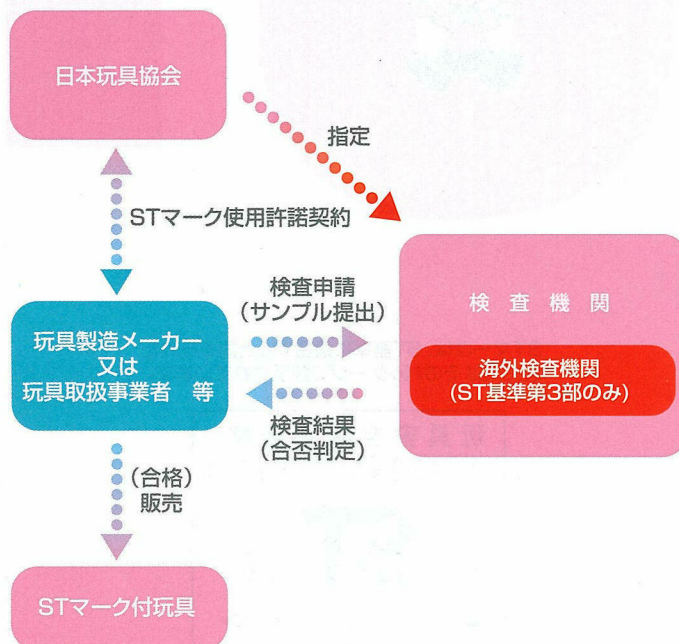 日本玩具協会
指定
STマーク使用許諾契約
検査申請
(サンプル提出)
検 査 機 関
玩具製造メーカー
又は
玩具取扱事業者 等
海外検査機関
(ST基準第3部のみ)
検査結果
(合否判定)
(合格)
販売
STマーク付玩具